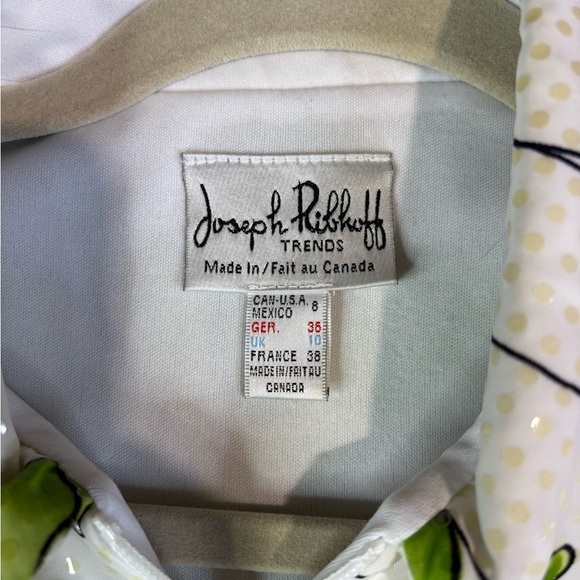 Joseph Ribkoff
TRENDS
Made In/Fait au Canada
CAN-U.S.A.
MEXICO 8
GER. 36
UK 10
FRANCE 38
MADE IN/FAIT AU
CANADA